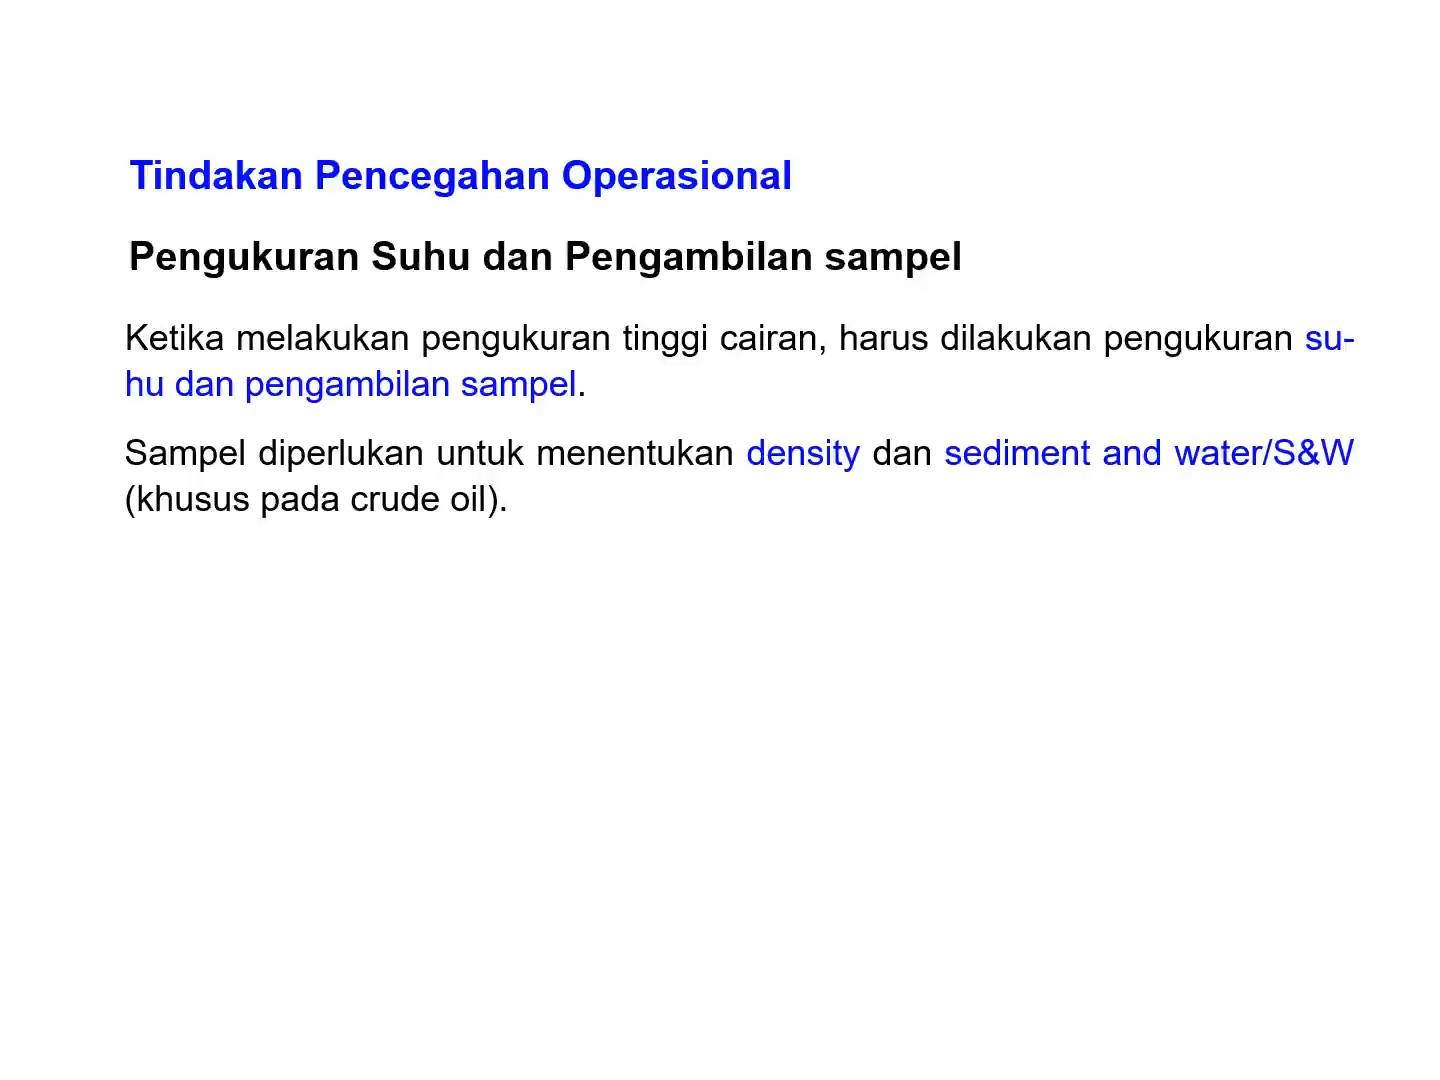 Tindakan Pencegahan Operasional
Pengukuran Suhu dan Pengambilan sampel
Ketika melakukan pengukuran tinggi cairan, harus dilakukan pengukuran su-
hu dan pengambilan sampel.
Sampel diperlukan untuk menentukan density dan sediment and water/S&W
(khusus pada crude oil).